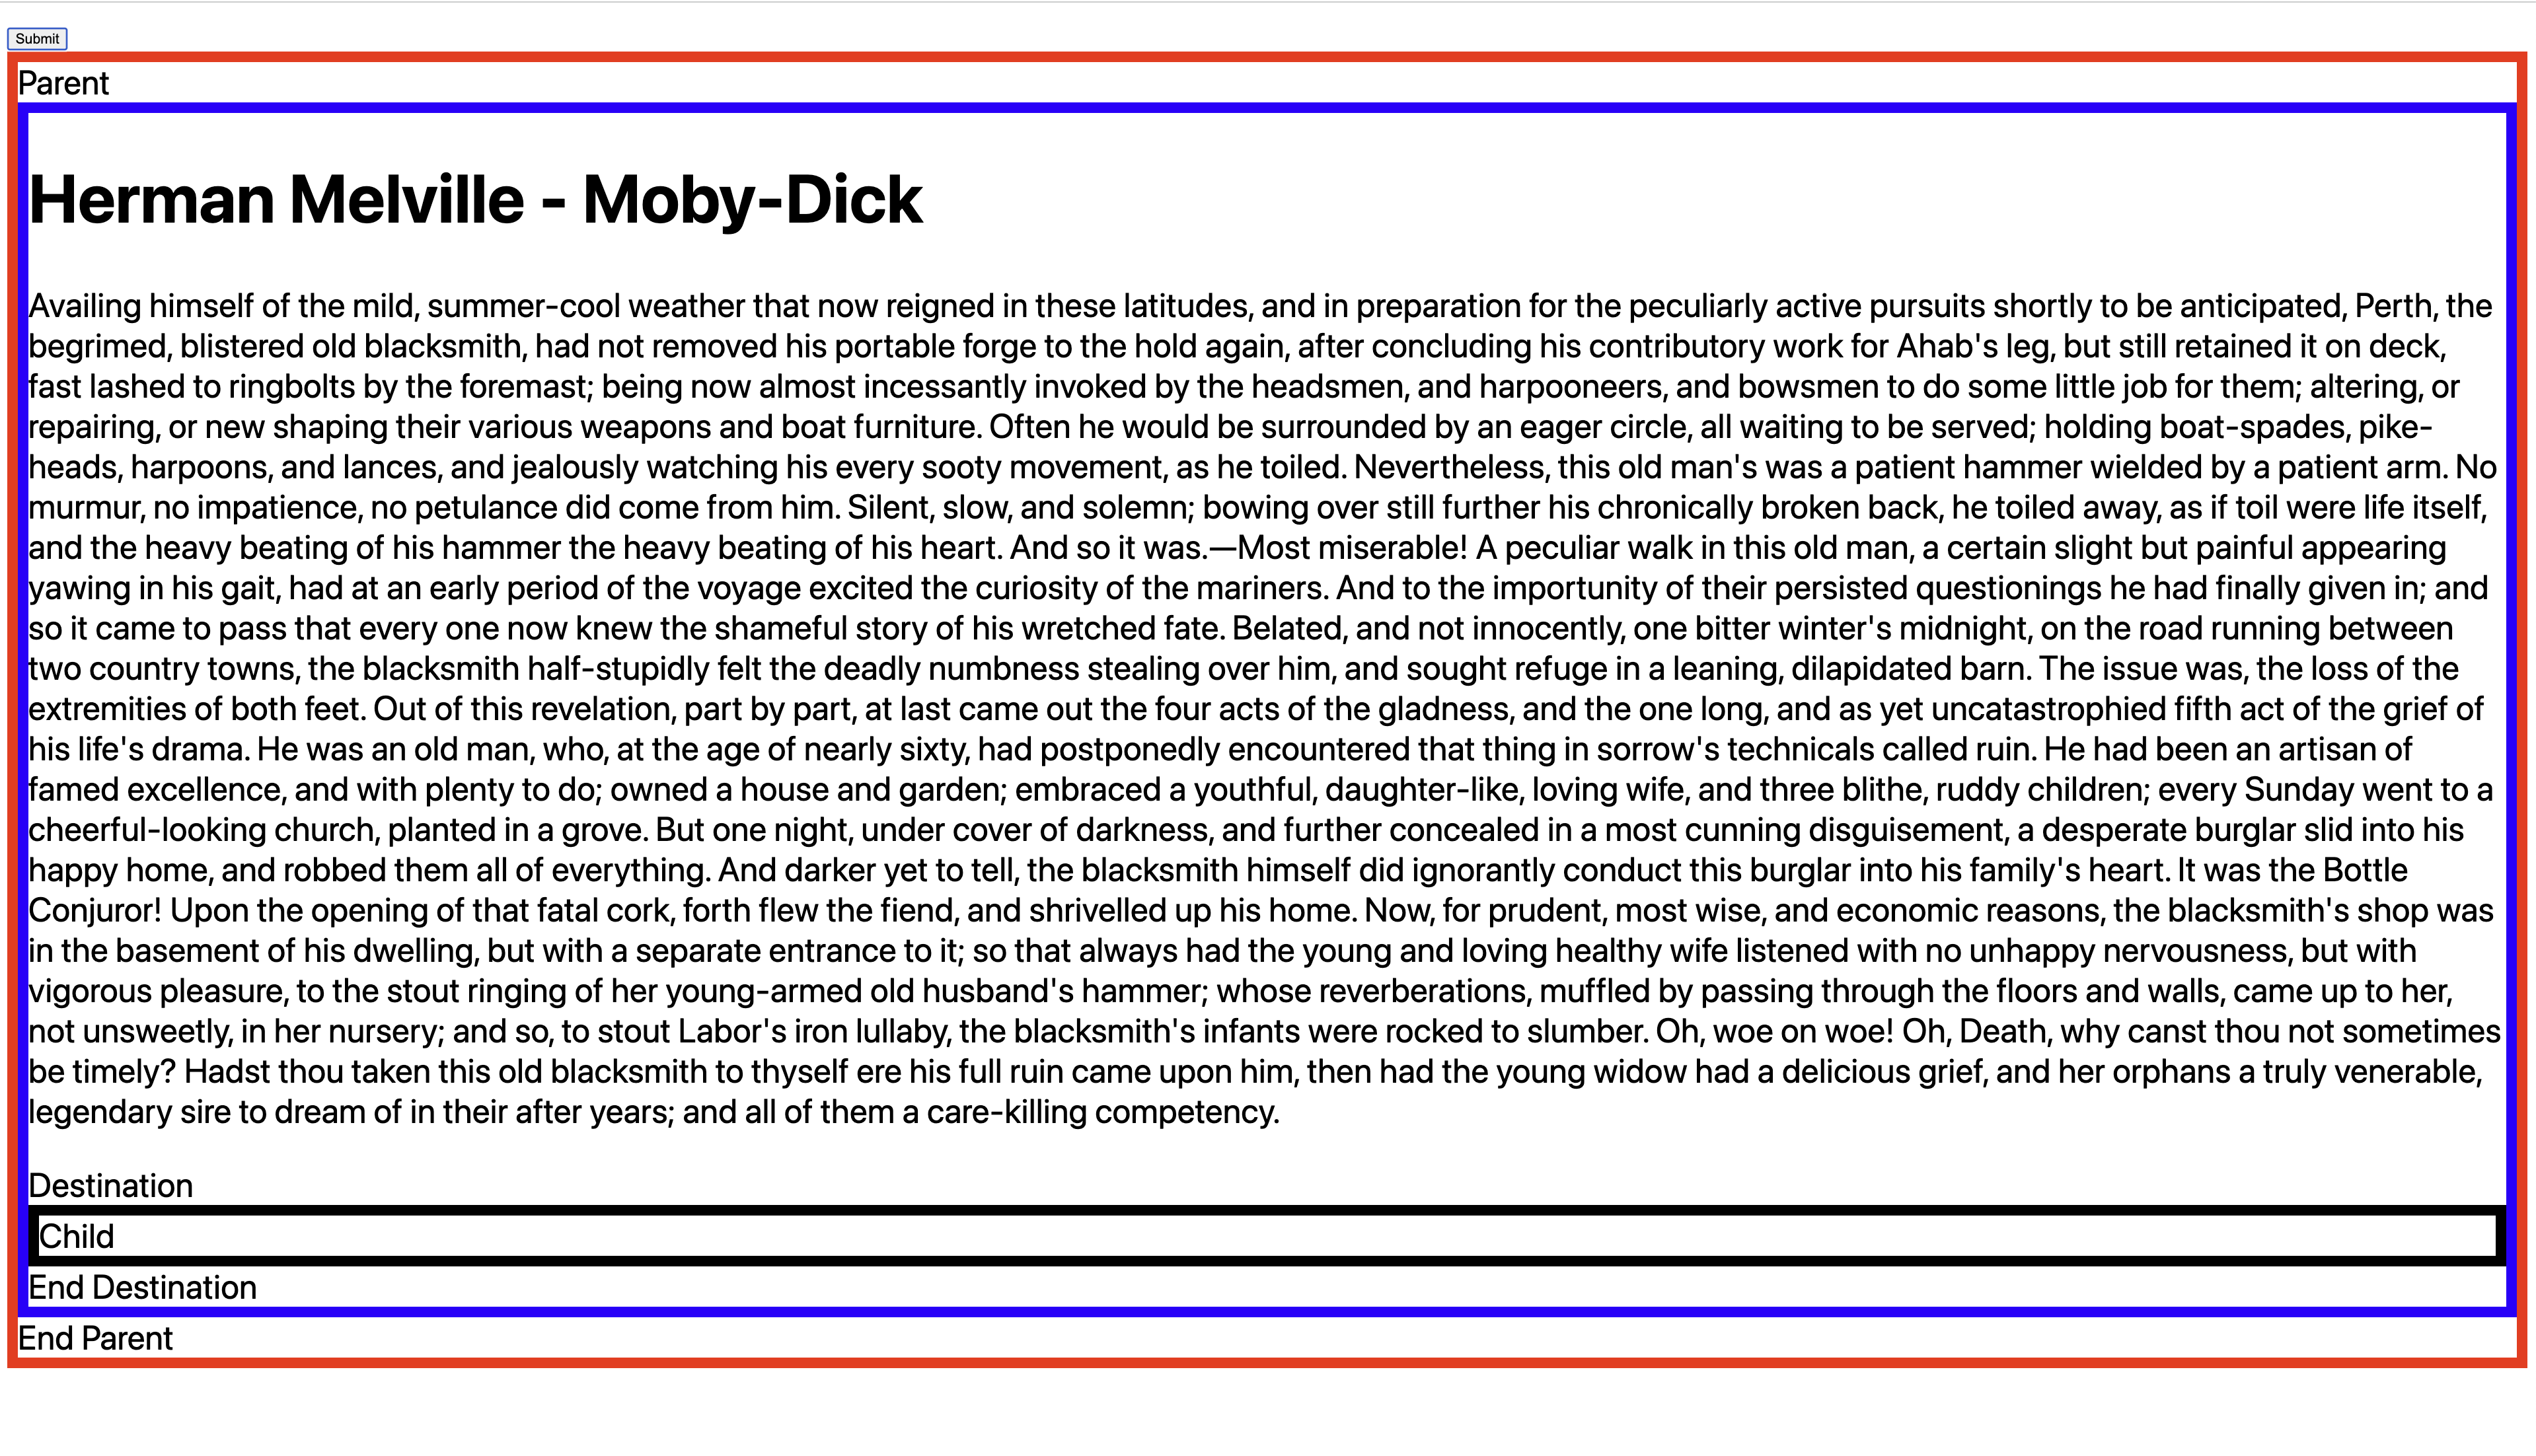 Submit
Parent
Herman Melville - Moby-Dick
Availing himself of the mild, summer-cool weather that now reigned in these latitudes, and in preparation for the peculiarly active pursuits shortly to be anticipated, Perth, the
begrimed, blistered old blacksmith, had not removed his portable forge to the hold again, after concluding his contributory work for Ahab's leg, but still retained it on deck,
fast lashed to ringbolts by the foremast; being now almost incessantly invoked by the headsmen, and harpooneers, and bowsmen to do some little job for them; altering, or
repairing, or new shaping their various weapons and boat furniture. Often he would be surrounded by an eager circle, all waiting to be served; holding boat-spades, pike-
heads, harpoons, and lances, and jealously watching his every sooty movement, as he toiled. Nevertheless, this old man's was a patient hammer wielded by a patient arm. No
murmur, no impatience, no petulance did come from him. Silent, slow, and solemn; bowing over still further his chronically broken back, he toiled away, as if toil were life itself,
and the heavy beating of his hammer the heavy beating of his heart. And so it was.—Most miserable! A peculiar walk in this old man, a certain slight but painful appearing
yawing in his gait, had at an early period of the voyage excited the curiosity of the mariners. And to the importunity of their persisted questionings he had finally given in; and
so it came to pass that every one now knew the shameful story of his wretched fate. Belated, and not innocently, one bitter winter's midnight, on the road running between
two country towns, the blacksmith half-stupidly felt the deadly numbness stealing over him, and sought refuge in a leaning, dilapidated barn. The issue was, the loss of the
extremities of both feet. Out of this revelation, part by part, at last came out the four acts of the gladness, and the one long, and as yet uncatastrophied fifth act of the grief of
his life's drama. He was an old man, who, at the age of nearly sixty, had postponedly encountered that thing in sorrow's technicals called ruin. He had been an artisan of
famed excellence, and with plenty to do; owned a house and garden; embraced a youthful, daughter-like, loving wife, and three blithe, ruddy children; every Sunday went to a
cheerful-looking church, planted in a grove. But one night, under cover of darkness, and further concealed in a most cunning disguisement, a desperate burglar slid into his
happy home, and robbed them all of everything. And darker yet to tell, the blacksmith himself did ignorantly conduct this burglar into his family's heart. It was the Bottle
Conjuror! Upon the opening of that fatal cork, forth flew the fiend, and shrivelled up his home. Now, for prudent, most wise, and economic reasons, the blacksmith's shop was
in the basement of his dwelling, but with a separate entrance to it; so that always had the young and loving healthy wife listened with no unhappy nervousness, but with
vigorous pleasure, to the stout ringing of her young-armed old husband's hammer; whose reverberations, muffled by passing through the floors and walls, came up to her,
not unsweetly, in her nursery; and so, to stout Labor's iron lullaby, the blacksmith's infants were rocked to slumber. Oh, woe on woe! Oh, Death, why canst thou not sometimes
be timely? Hadst thou taken this old blacksmith to thyself ere his full ruin came upon him, then had the young widow had a delicious grief, and her orphans a truly venerable,
legendary sire to dream of in their after years; and all of them a care-killing competency.
Destination
Child
End Destination
End Parent